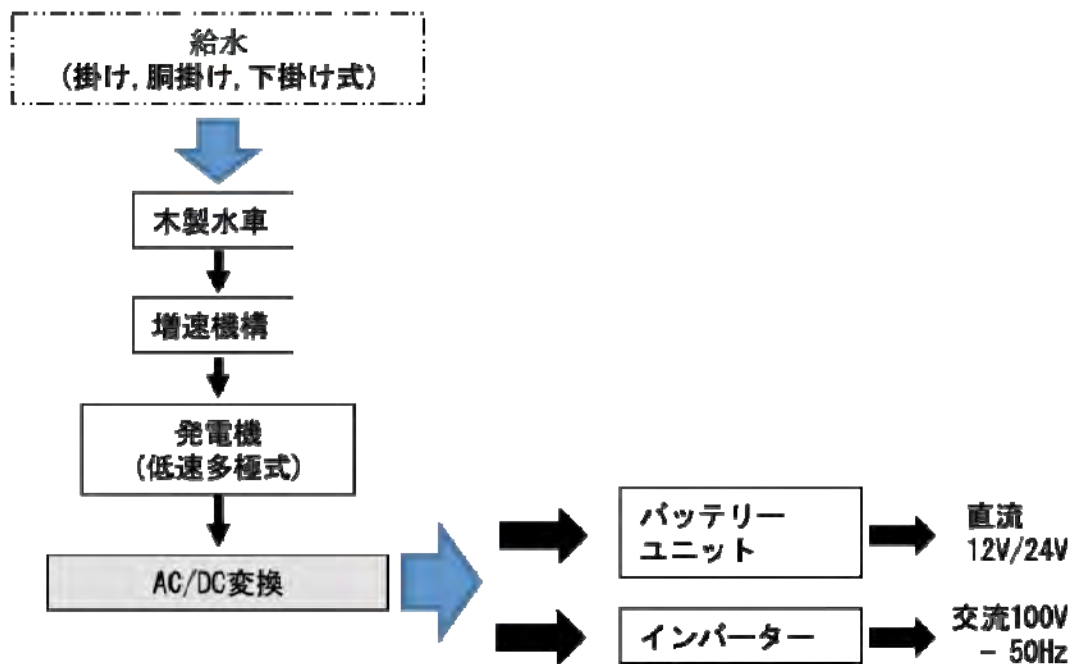 給水
(掛け, 胴掛け, 下掛け式)
木製水車
増速機構
発電機
(低速多極式)
AC/DC変換
バッテリー
ユニット
直流
12V/24V
インバーター
交流100V
- 50Hz